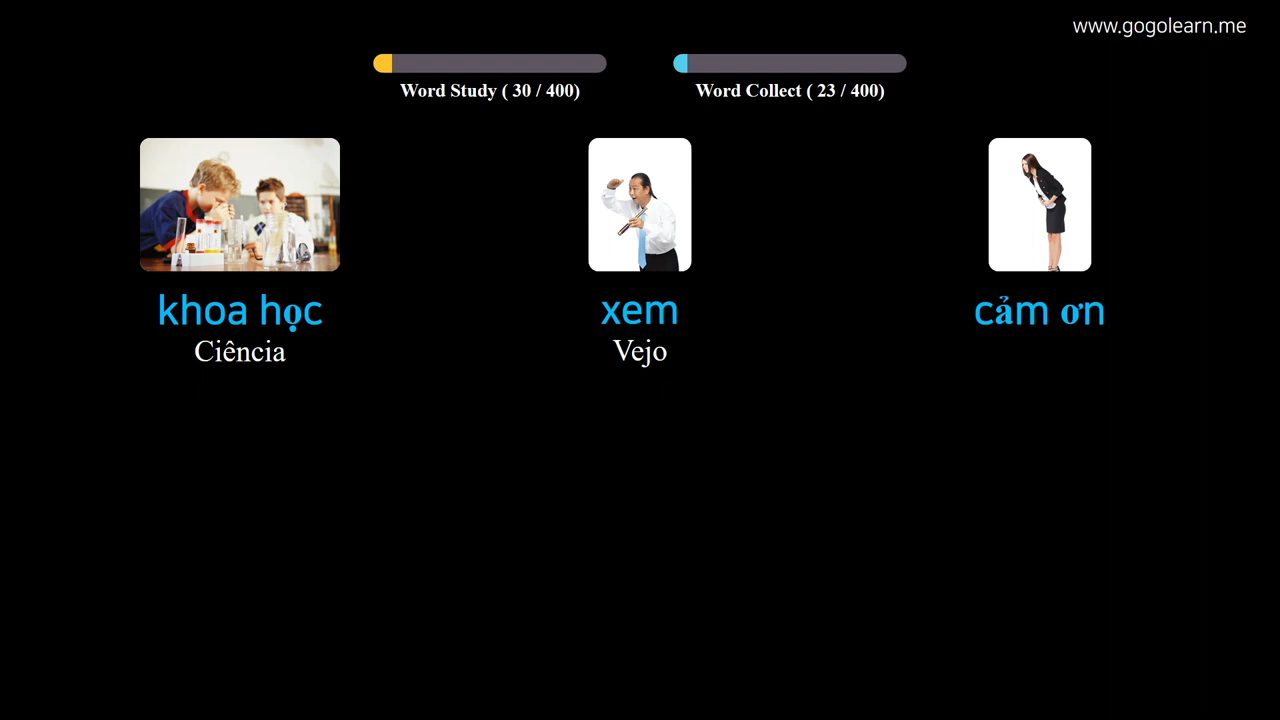 www.gogolearn.me
Word Study ( 30 / 400)
Word Collect ( 23 / 400)
khoa học
Ciência
xem
Vejo
cảm ơn